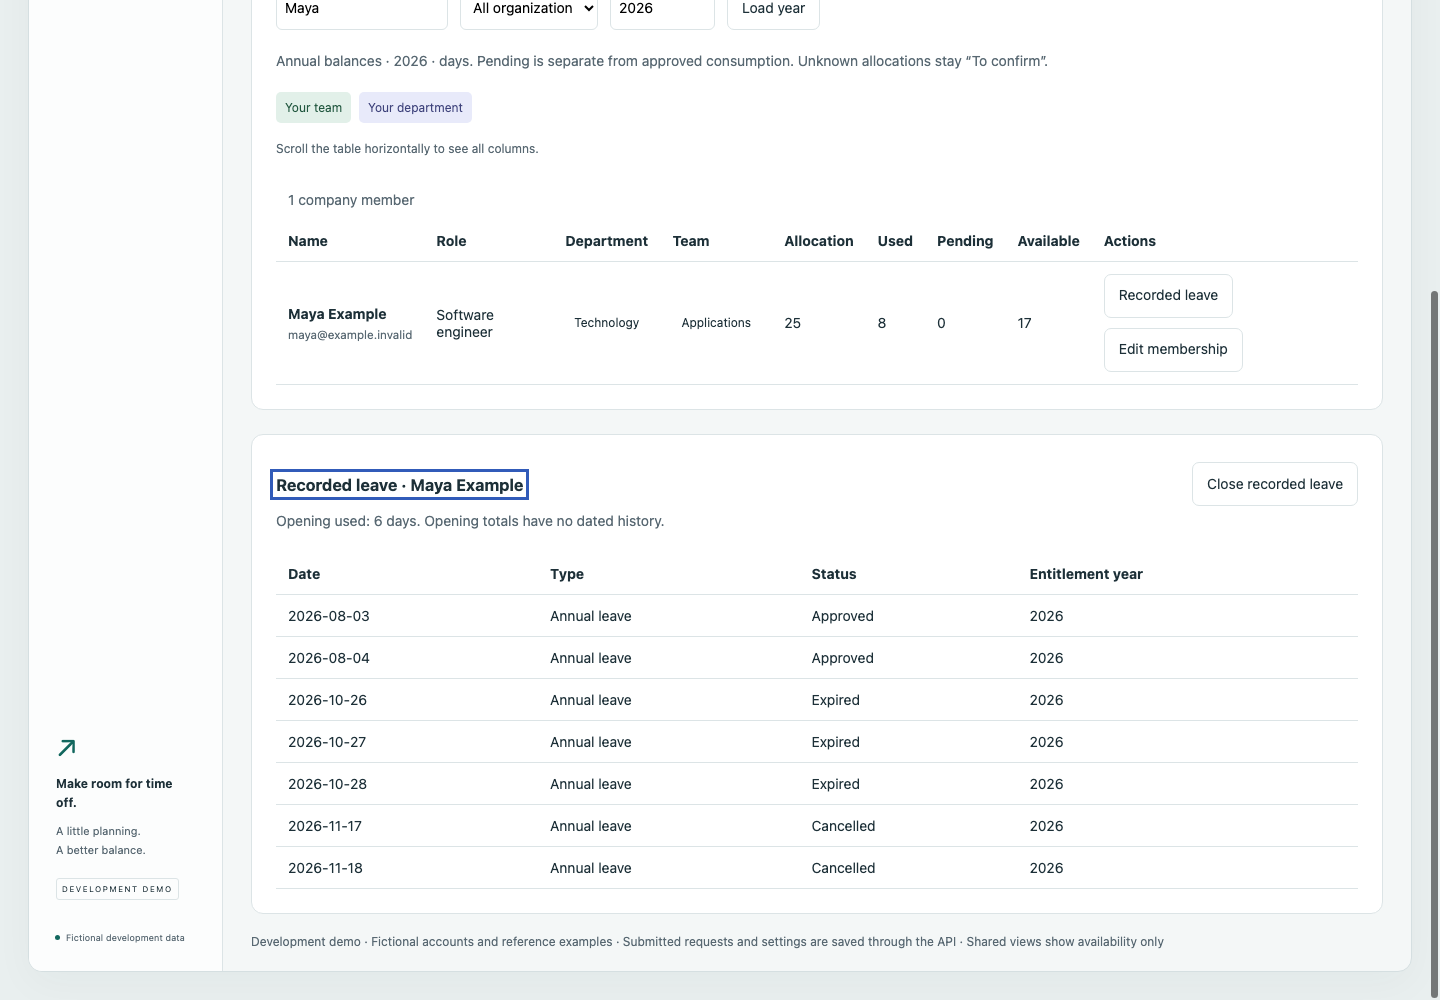 Maya All organization 2026 Load year
Annual balances · 2026 · days. Pending is separate from approved consumption. Unknown allocations stay “To confirm”.
Your team Your department
Scroll the table horizontally to see all columns.
1 company member
Name Role Department Team Allocation Used Pending Available Actions
Maya Example
maya@example.invalid
Software
engineer
Technology Applications 25 8 0 17
Recorded leave
Edit membership
Recorded leave · Maya Example
Close recorded leave
Opening used: 6 days. Opening totals have no dated history.
Date Type Status Entitlement year
2026-08-03 Annual leave Approved 2026
2026-08-04 Annual leave Approved 2026
2026-10-26 Annual leave Expired 2026
2026-10-27 Annual leave Expired 2026
2026-10-28 Annual leave Expired 2026
2026-11-17 Annual leave Cancelled 2026
2026-11-18 Annual leave Cancelled 2026
Make room for time
off.
A little planning.
A better balance.
DEVELOPMENT DEMO
Fictional development data
Development demo · Fictional accounts and reference examples · Submitted requests and settings are saved through the API · Shared views show availability only